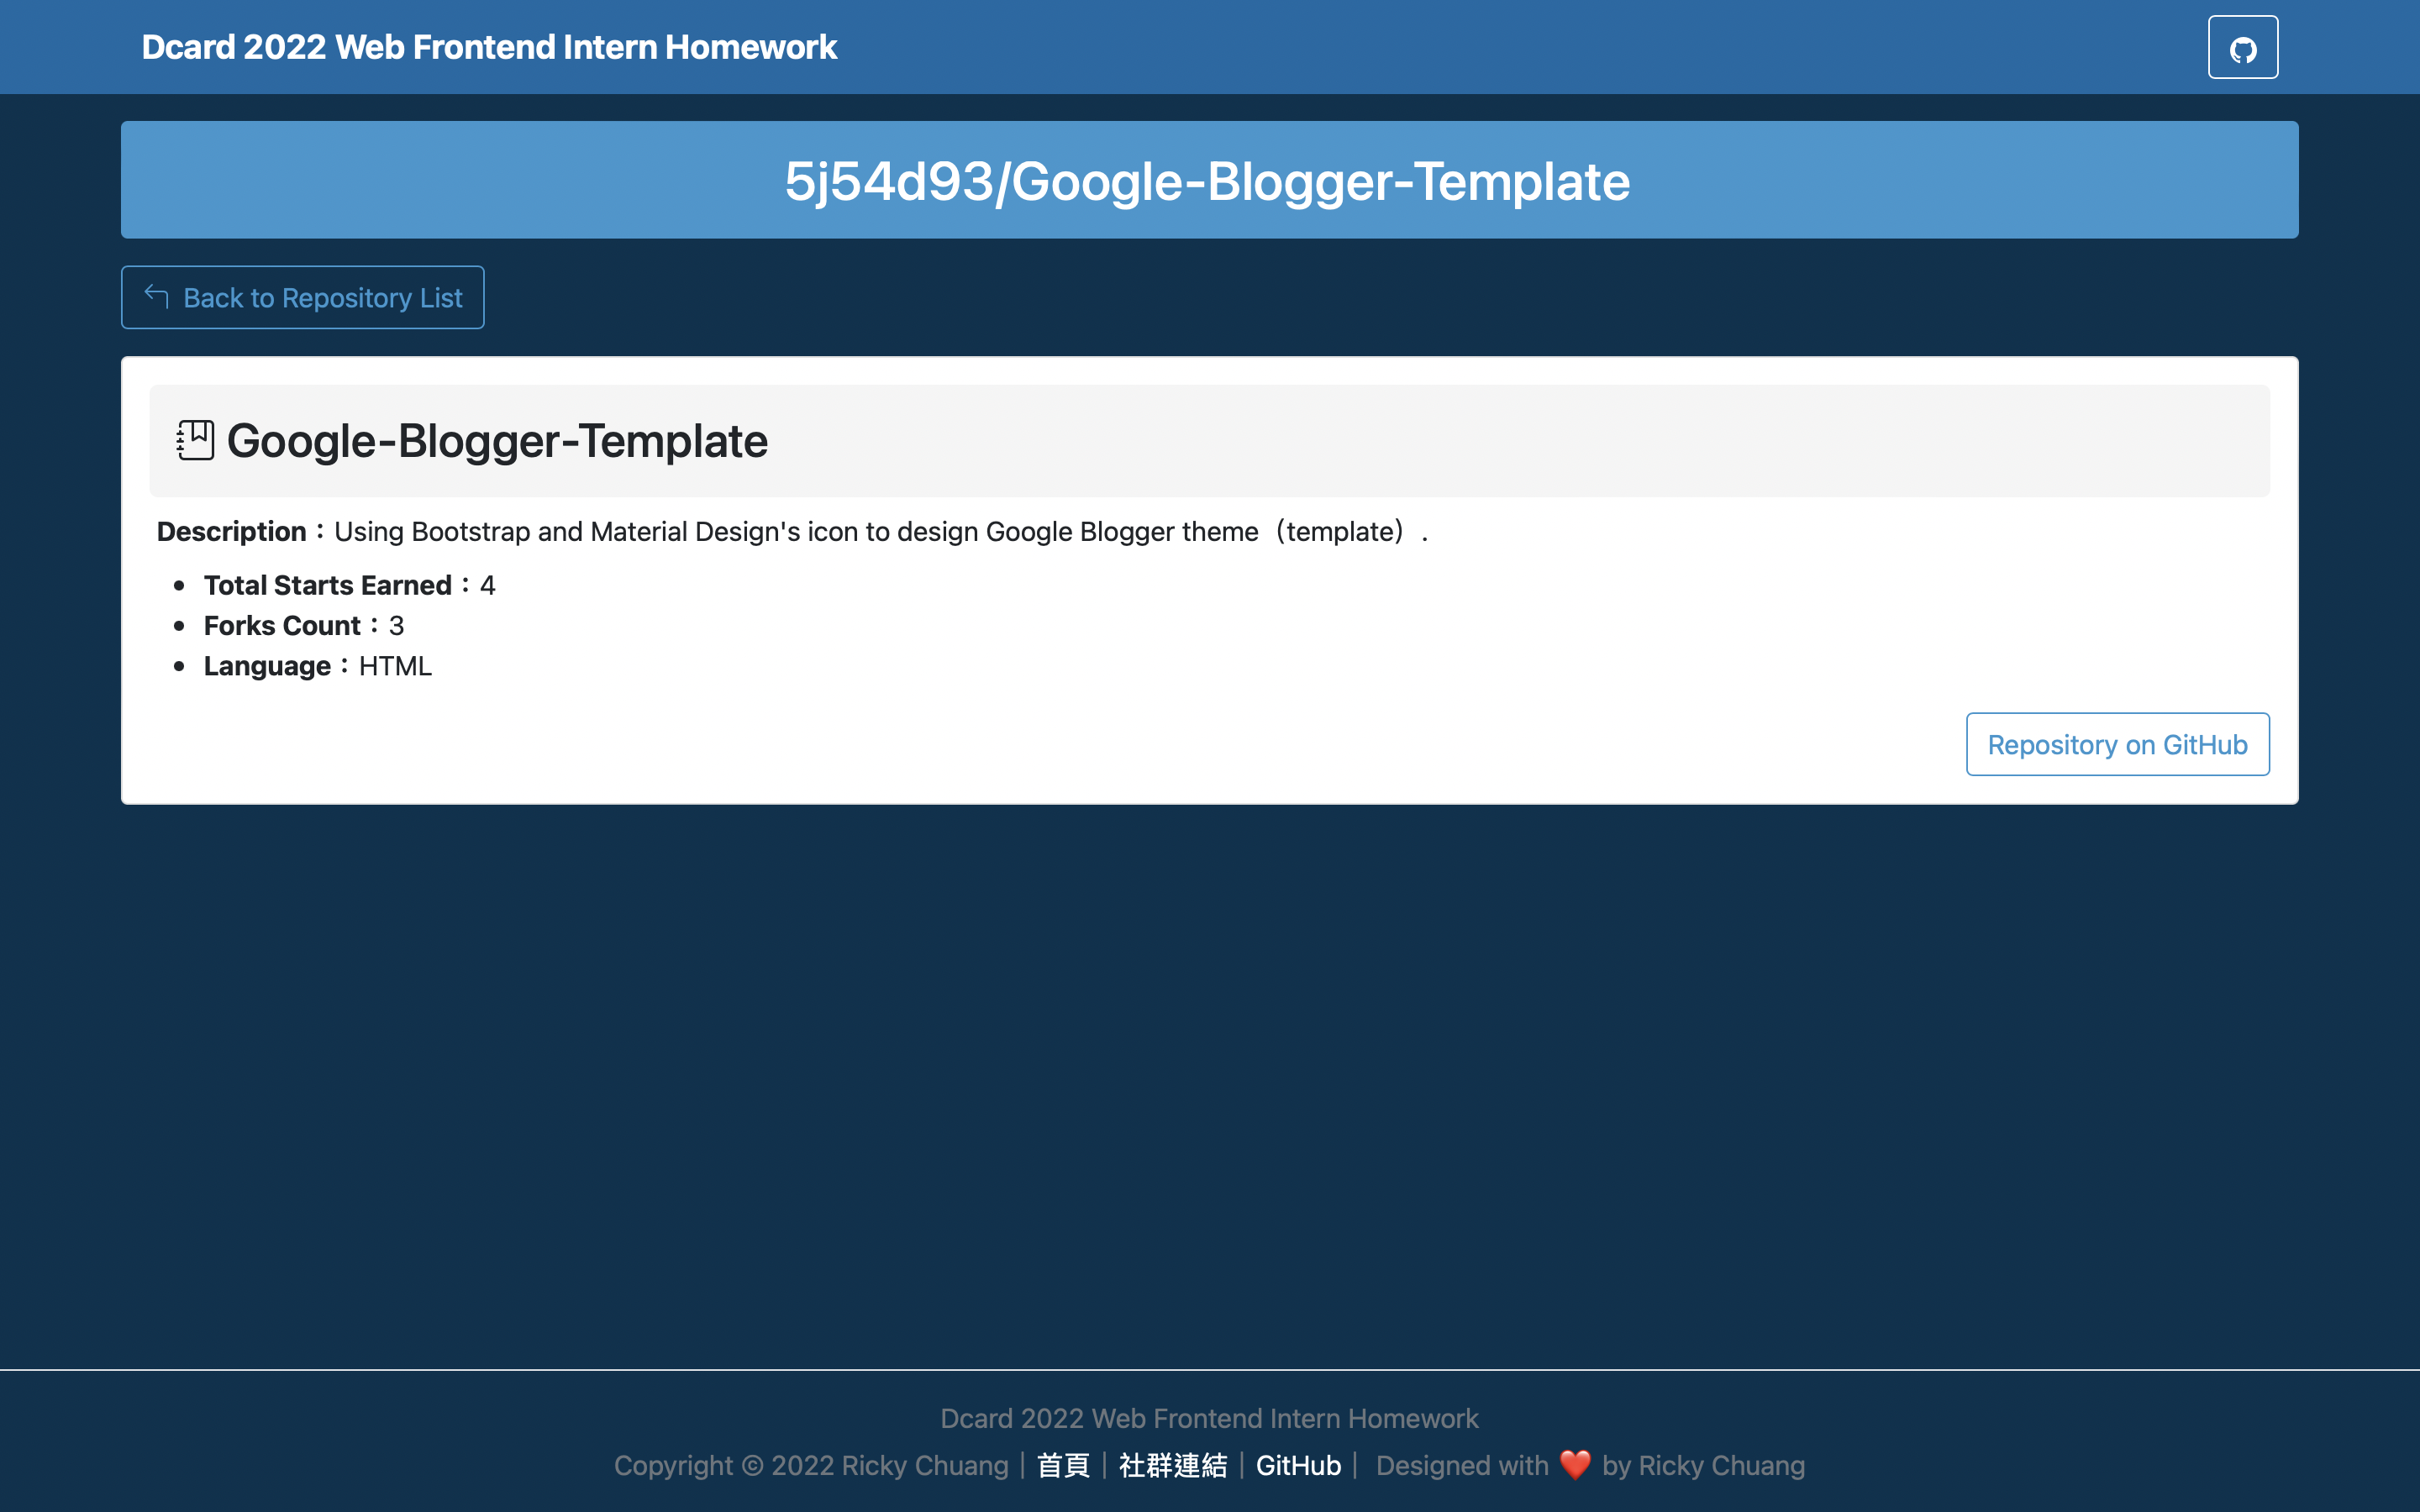 Dcard 2022 Web Frontend Intern Homework
5j54d93/Google-Blogger-Template
Back to Repository List
Google-Blogger-Template
Description：Using Bootstrap and Material Design's icon to design Google Blogger theme（template）.
Total Starts Earned：4
Forks Count：3
Language：HTML
Repository on GitHub
Dcard 2022 Web Frontend Intern Homework
Copyright © 2022 Ricky Chuang｜首頁｜社群連結｜GitHub｜ Designed with ❤️ by Ricky Chuang